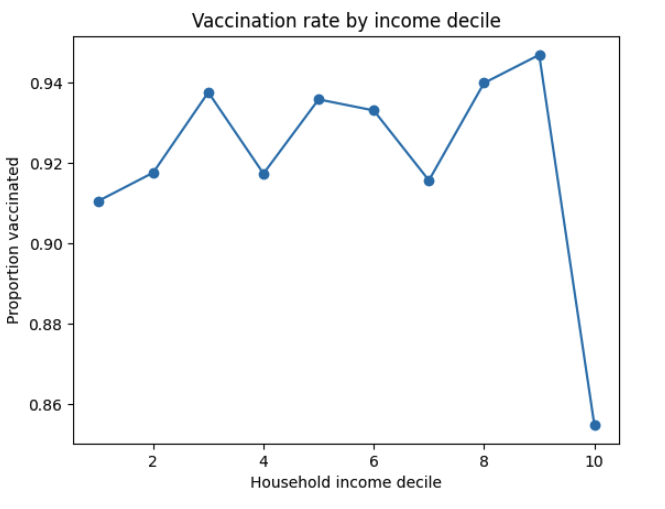 Vaccination rate by income decile
Proportion vaccinated
0.94
0.92
0.90
0.88
0.86
2 4 6 8 10
Household income decile